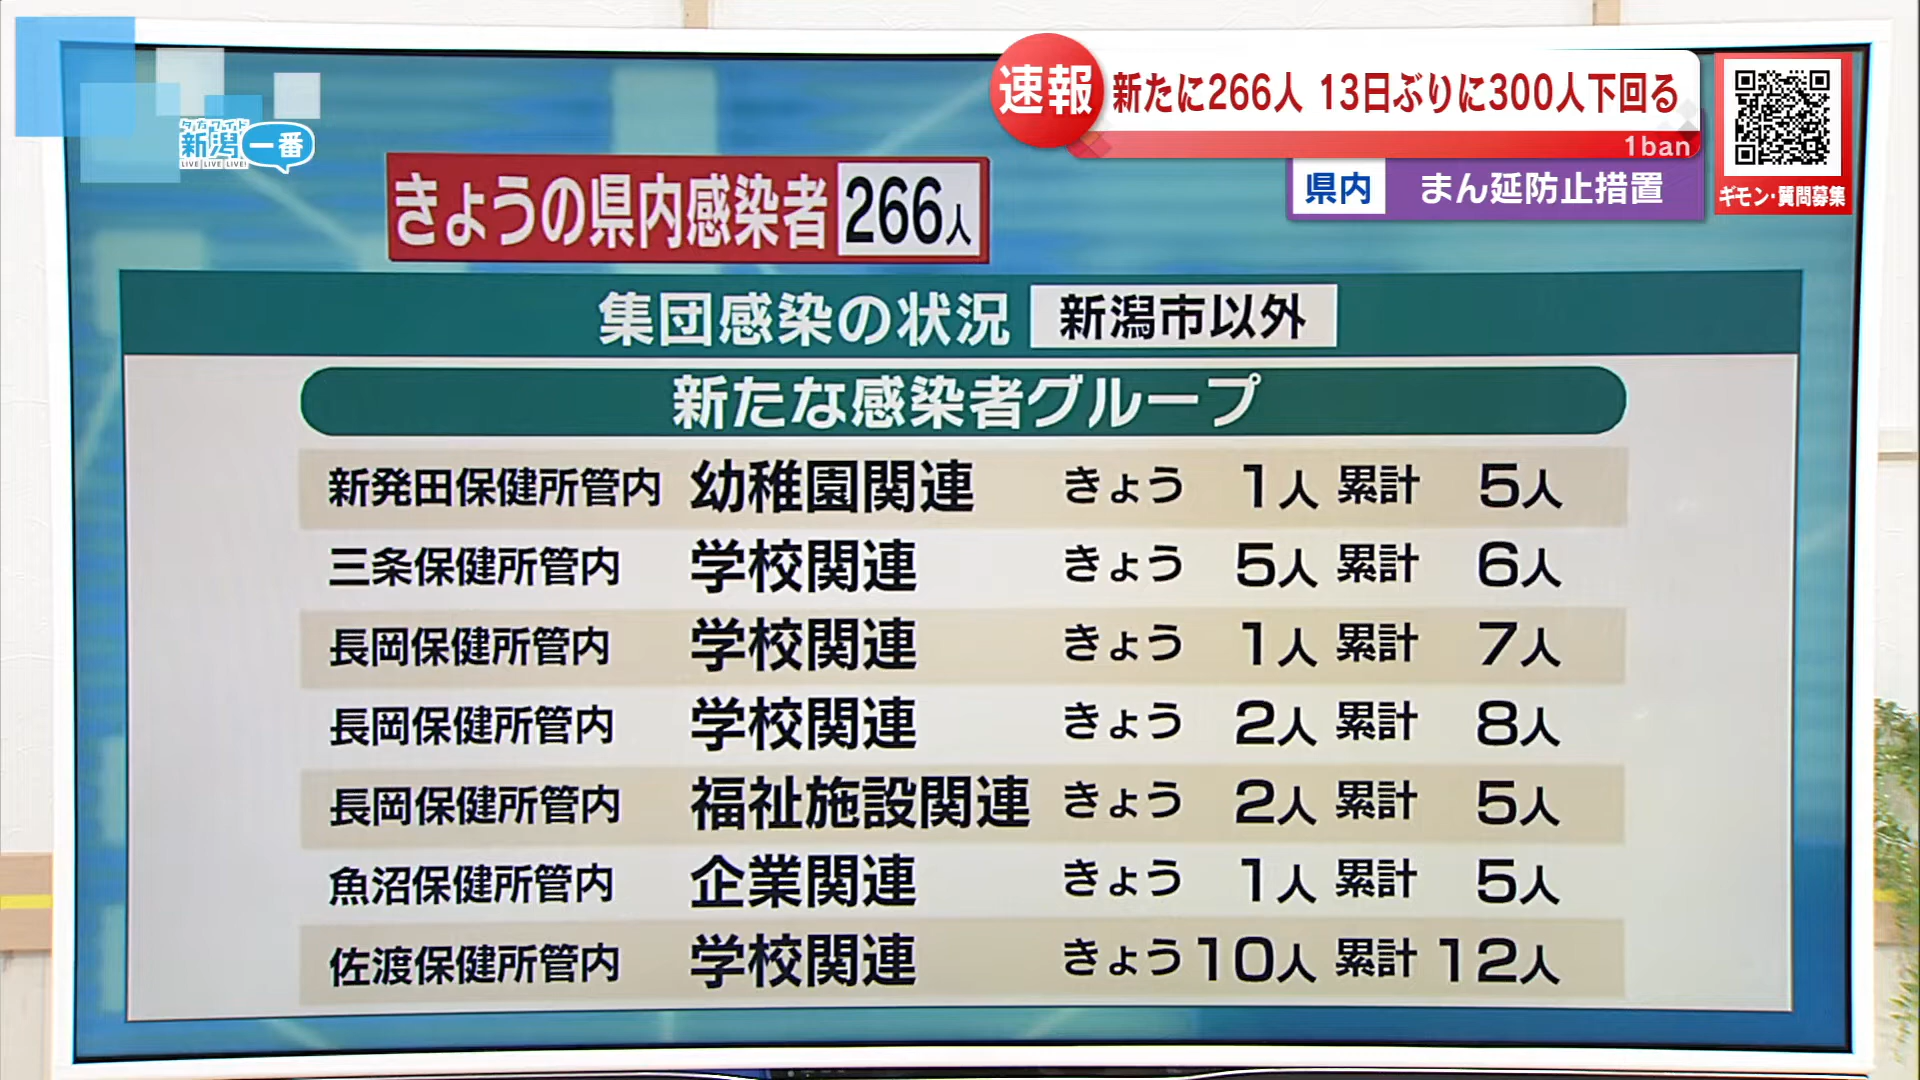 夕方ワイド
新潟一番
LIVE LIVE LIVE!
速報 新たに266人 13日ぶりに300人下回る
1ban
県内 まん延防止措置
ギモン・質問募集
きょうの県内感染者 266人
集団感染の状況 新潟市以外
新たな感染者グループ
新発田保健所管内 幼稚園関連 きょう 1人 累計 5人
三条保健所管内 学校関連 きょう 5人 累計 6人
長岡保健所管内 学校関連 きょう 1人 累計 7人
長岡保健所管内 学校関連 きょう 2人 累計 8人
長岡保健所管内 福祉施設関連 きょう 2人 累計 5人
魚沼保健所管内 企業関連 きょう 1人 累計 5人
佐渡保健所管内 学校関連 きょう 10人 累計 12人